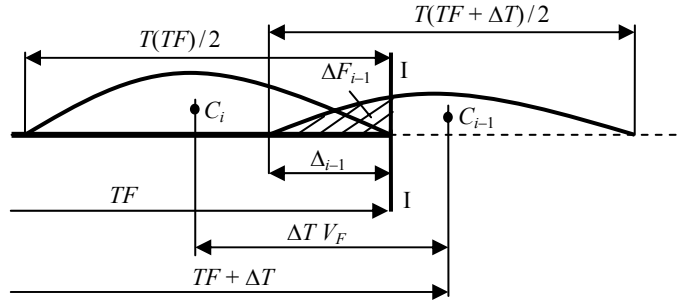 T(TF)/2
T(TF + ΔT)/2
ΔF_{i–1}
I
C_i
C_{i–1}
Δ_{i–1}
TF
I
ΔT V_F
TF + ΔT